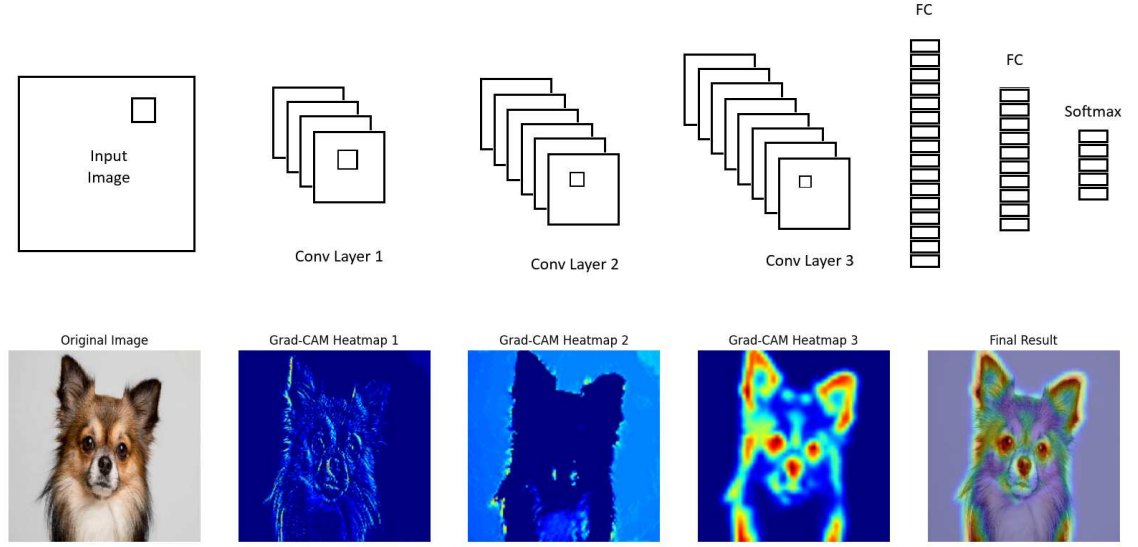 FC
FC
Softmax
Input
Image
Conv Layer 1
Conv Layer 2
Conv Layer 3
Original Image
Grad-CAM Heatmap 1
Grad-CAM Heatmap 2
Grad-CAM Heatmap 3
Final Result